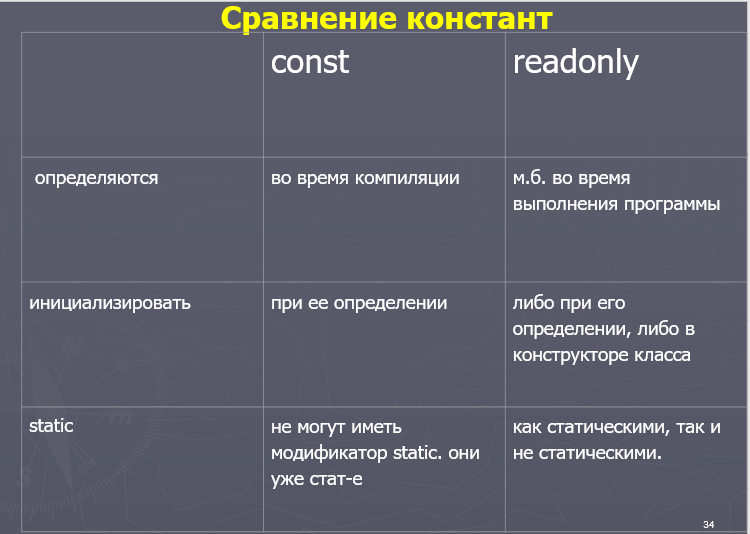 Сравнение констант
const
readonly
определяются
во время компиляции
м.б. во время
выполнения программы
инициализировать
при ее определении
либо при его
определении, либо в
конструкторе класса
static
не могут иметь
модификатор static. они
уже стат-е
как статическими, так и
не статическими.
34